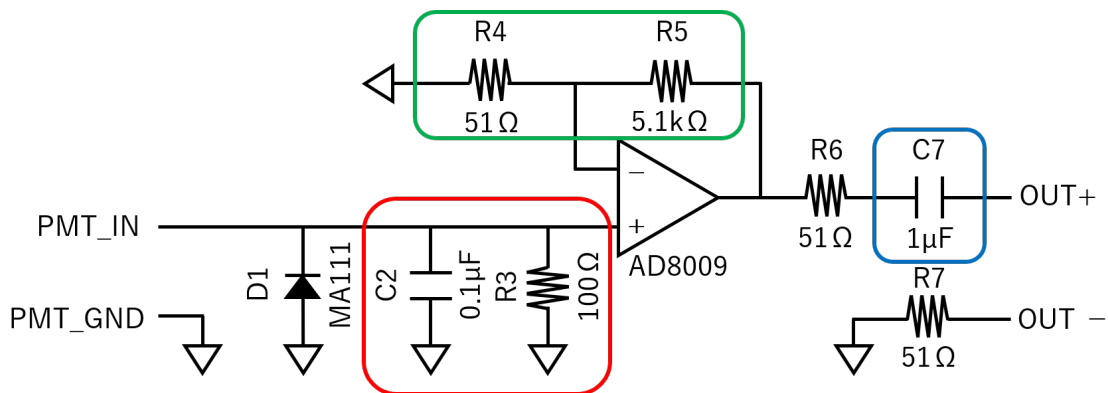 R4
R5
51Ω
5.1kΩ
R6
C7
−
PMT_IN
+
OUT+
51Ω
1μF
AD8009
D1
MA111
C2
0.1μF
R3
100Ω
R7
PMT_GND
OUT −
51Ω